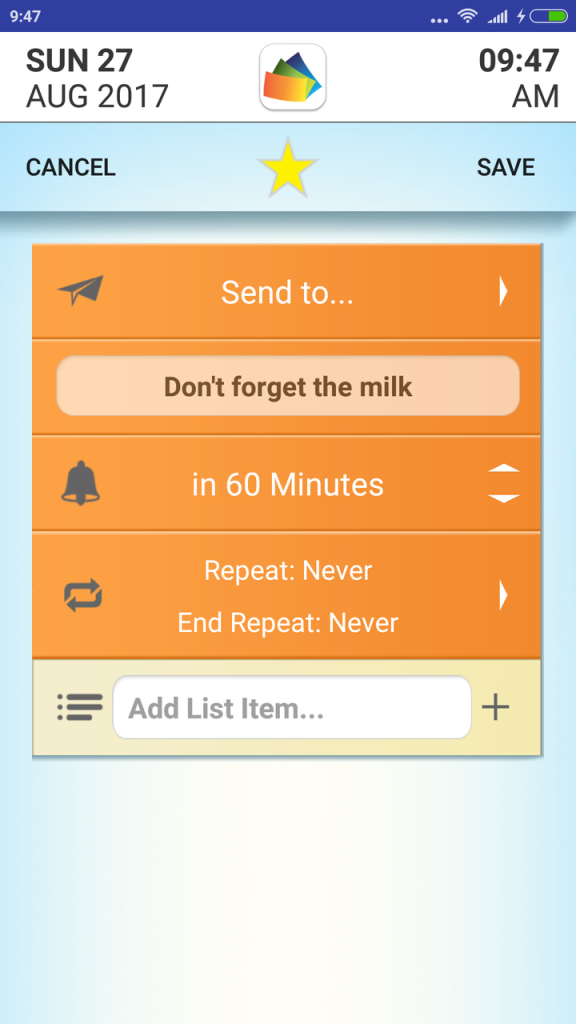 9:47
SUN 27
AUG 2017
09:47
AM
CANCEL
SAVE
Send to...
Don't forget the milk
in 60 Minutes
Repeat: Never
End Repeat: Never
Add List Item...